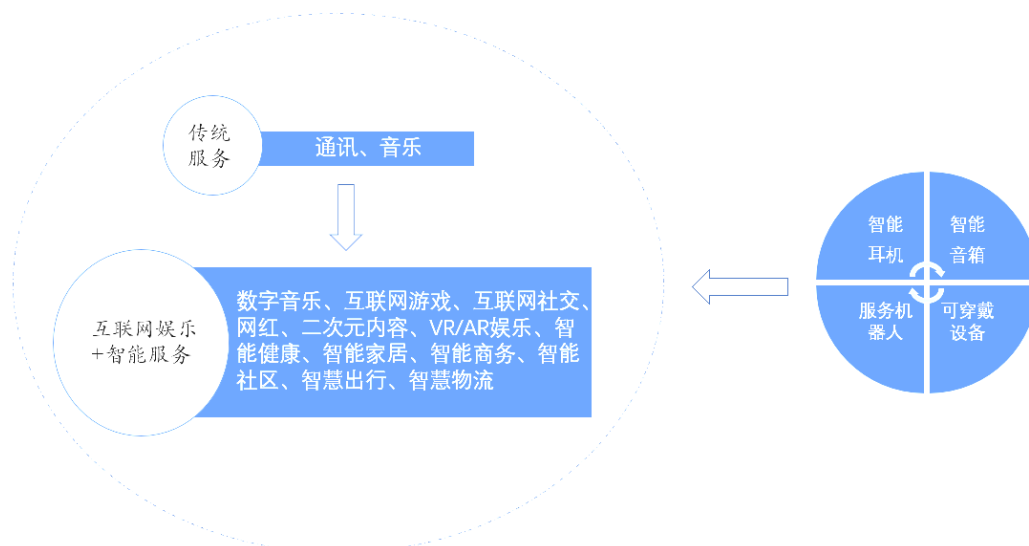 传统
服务
通讯、音乐
互联网娱乐
+智能服务
数字音乐、互联网游戏、互联网社交、
网红、二次元内容、VR/AR娱乐、智
能健康、智能家居、智能商务、智能
社区、智慧出行、智慧物流
智能
耳机
智能
音箱
服务机
器人
可穿戴
设备